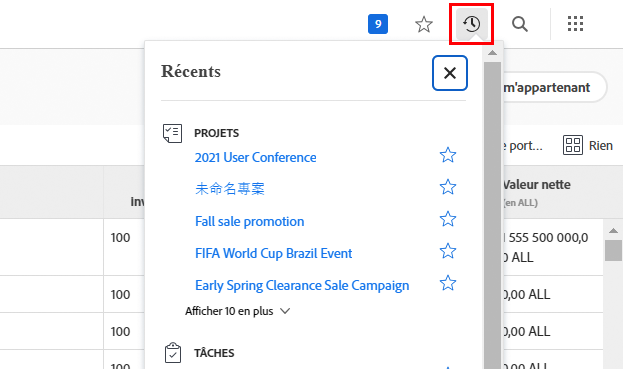 9
Récents
m'appartenant
PROJETS
2021 User Conference
port...
Rien
未命名專案
Valeur nette
(en ALL)
Inv
Fall sale promotion
100
555 500 000,0
0 ALL
FIFA World Cup Brazil Event
Early Spring Clearance Sale Campaign
100
0,00 ALL
Afficher 10 en plus
100
0,00 ALL
TÂCHES
100
0,00 ALL